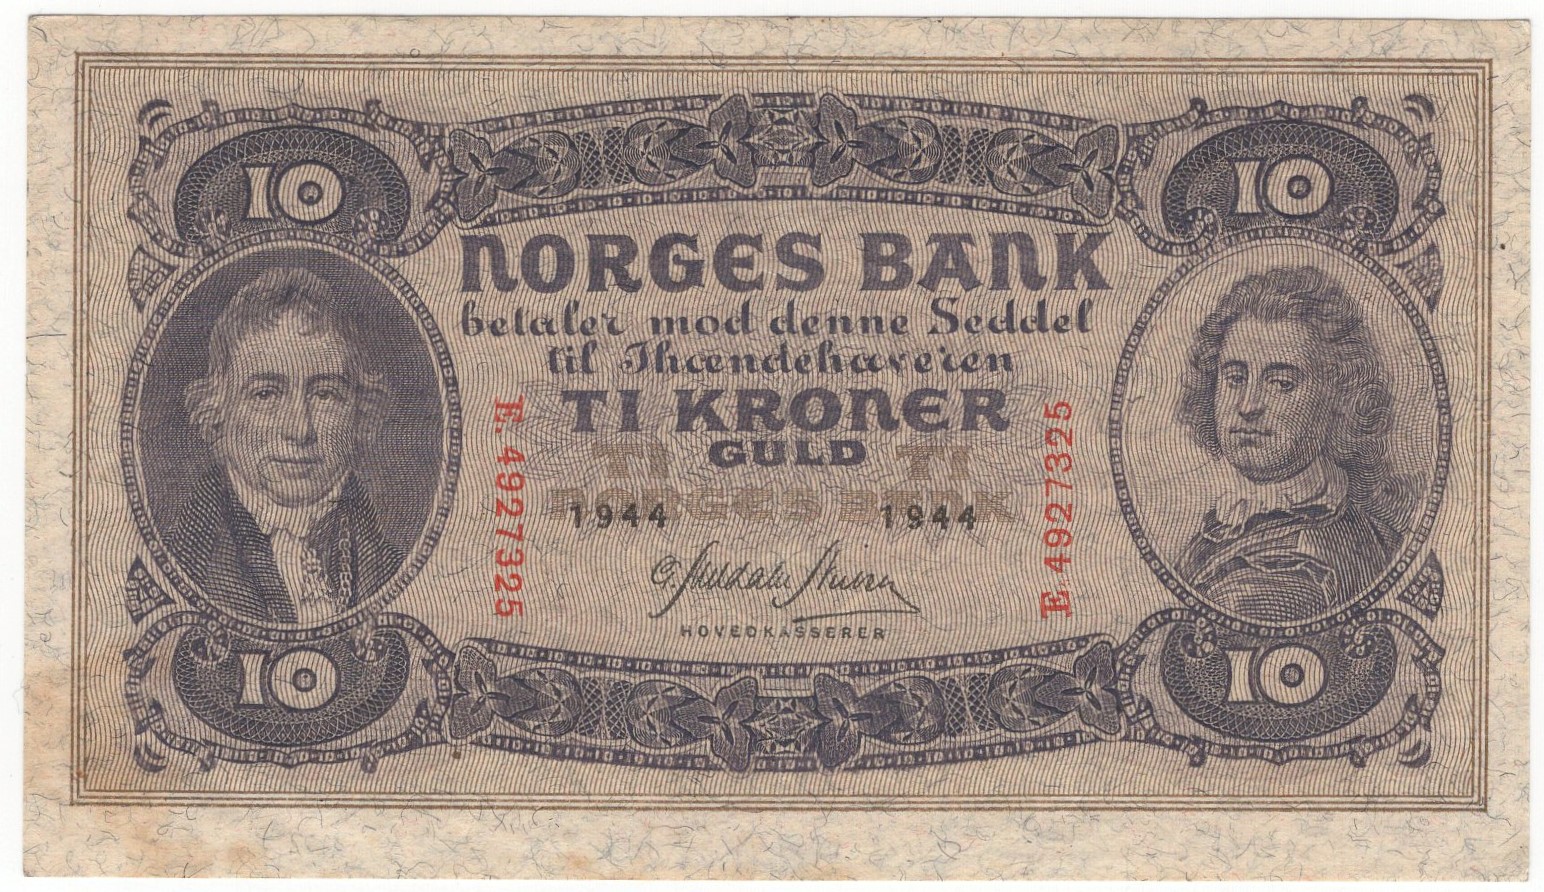 10 10
NORGES BANK
betaler mod denne Seddel
til Ihændehaveren
TI KRONER
GULD
TI TI
NORGES BANK
1944 1944
E. 4927325
E. 4927325
HOVEDKASSERER
10 10